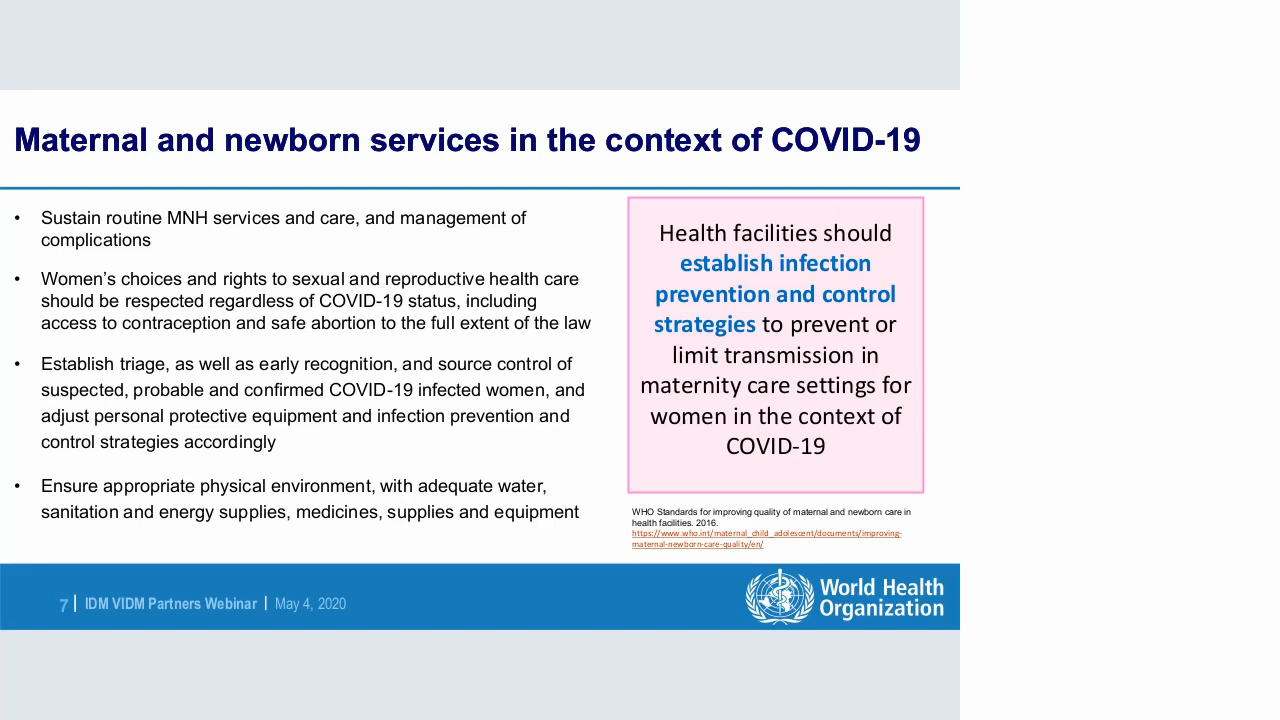 Maternal and newborn services in the context of COVID-19
• Sustain routine MNH services and care, and management of
complications
• Women’s choices and rights to sexual and reproductive health care
should be respected regardless of COVID-19 status, including
access to contraception and safe abortion to the full extent of the law
• Establish triage, as well as early recognition, and source control of
suspected, probable and confirmed COVID-19 infected women, and
adjust personal protective equipment and infection prevention and
control strategies accordingly
• Ensure appropriate physical environment, with adequate water,
sanitation and energy supplies, medicines, supplies and equipment
Health facilities should
establish infection
prevention and control
strategies to prevent or
limit transmission in
maternity care settings for
women in the context of
COVID-19
WHO Standards for improving quality of maternal and newborn care in
health facilities. 2016.
https://www.who.int/maternal_child_adolescent/documents/improving-
maternal-newborn-care-quality/en/
7 | IDM VIDM Partners Webinar | May 4, 2020
World Health
Organization